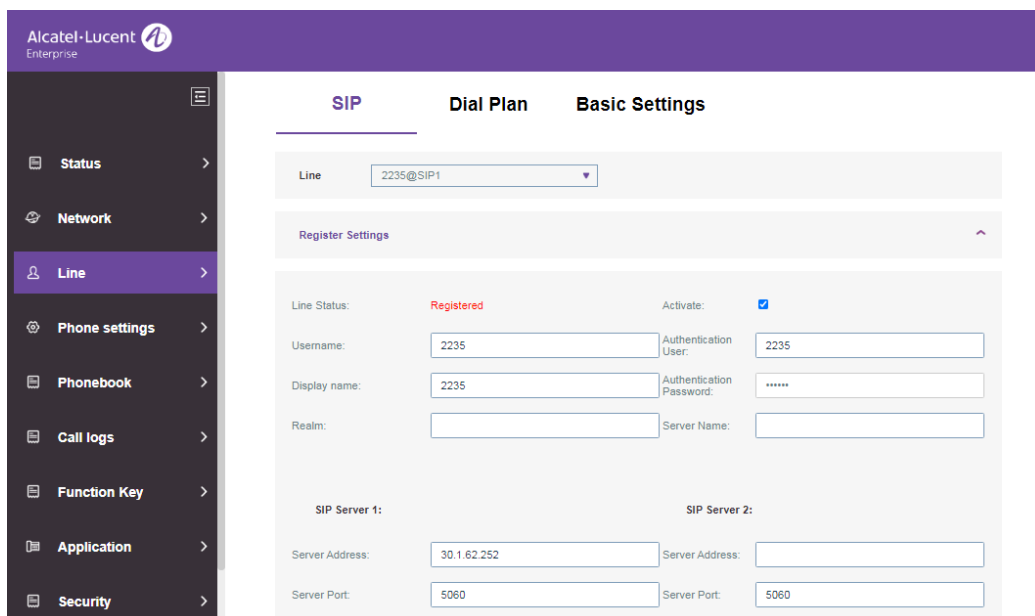 Alcatel·Lucent
Enterprise
SIP Dial Plan Basic Settings
Status
Network
Line
Phone settings
Phonebook
Call logs
Function Key
Application
Security
Line 2235@SIP1
Register Settings
Line Status: Registered Activate:
Username: 2235 Authentication User: 2235
Display name: 2235 Authentication Password: ••••••
Realm: Server Name:
SIP Server 1: SIP Server 2:
Server Address: 30.1.62.252 Server Address:
Server Port: 5060 Server Port: 5060